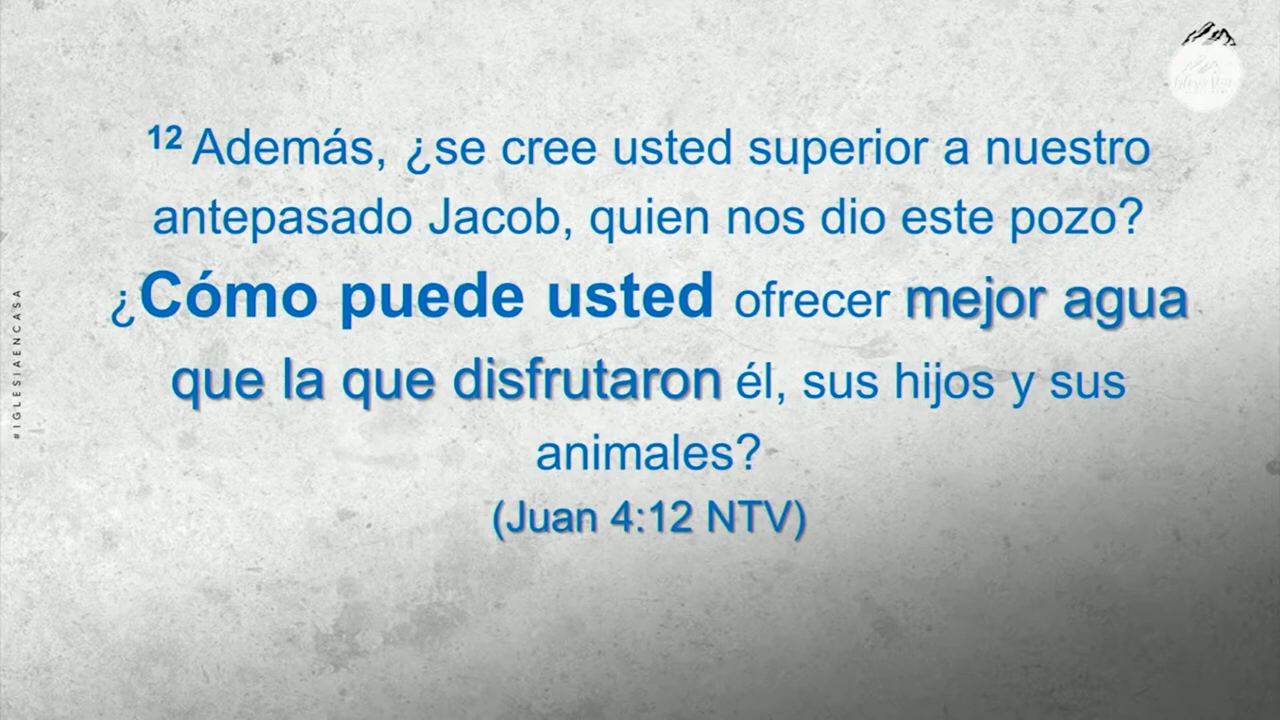 12 Además, ¿se cree usted superior a nuestro
antepasado Jacob, quien nos dio este pozo?
¿Cómo puede usted ofrecer mejor agua
que la que disfrutaron él, sus hijos y sus
animales?
(Juan 4:12 NTV)
#IGLESIAENCASA